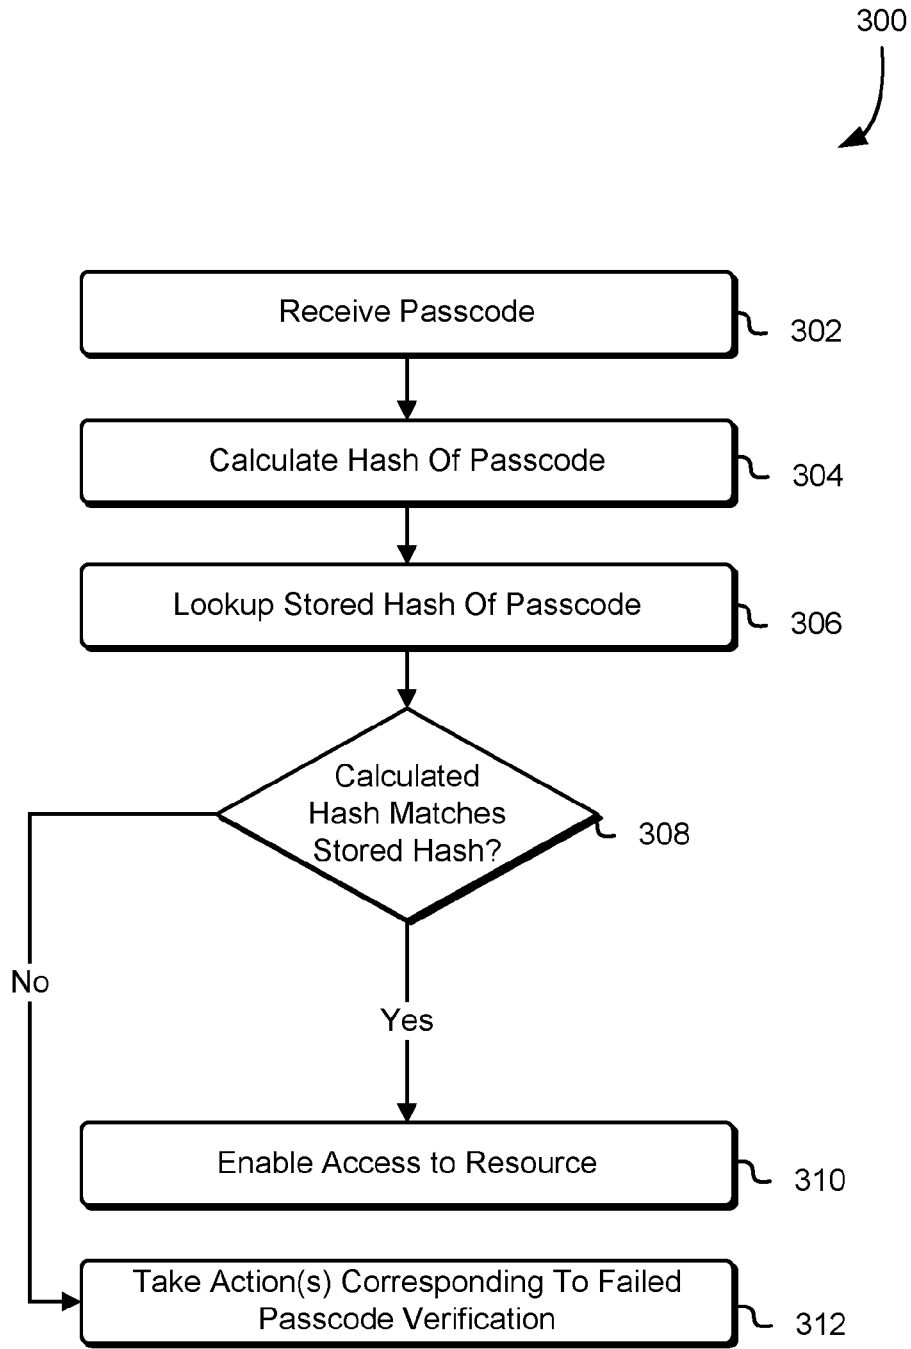 300
Receive Passcode
302
Calculate Hash Of Passcode
304
Lookup Stored Hash Of Passcode
306
Calculated
Hash Matches
Stored Hash?
308
No
Yes
Enable Access to Resource
310
Take Action(s) Corresponding To Failed
Passcode Verification
312